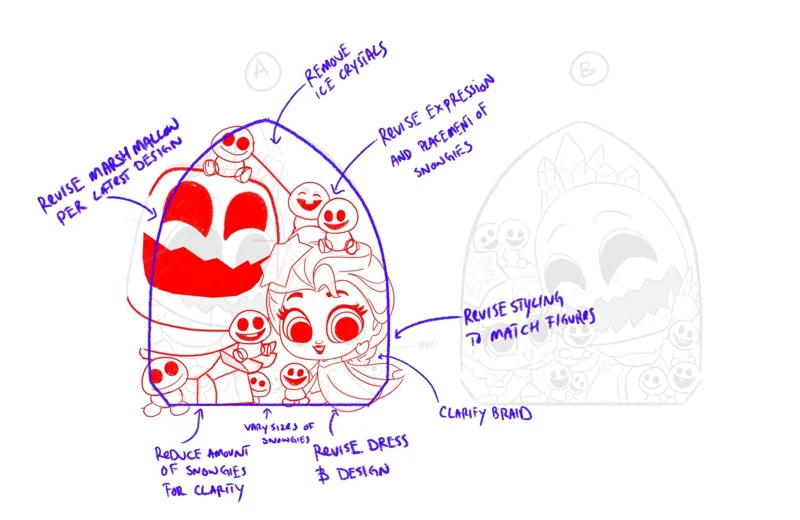 A
B
REMOVE
ICE CRYSTALS
REVISE EXPRESSION
AND PLACEMENT OF
SNOWGIES
REVISE MARSHMALLOW
PER LATEST DESIGN
REVISE STYLING
TO MATCH FIGURES
CLARIFY BRAID
VARY SIZES OF
SNOWGIES
REDUCE AMOUNT
OF SNOWGIES
FOR CLARITY
REVISE DRESS
& DESIGN